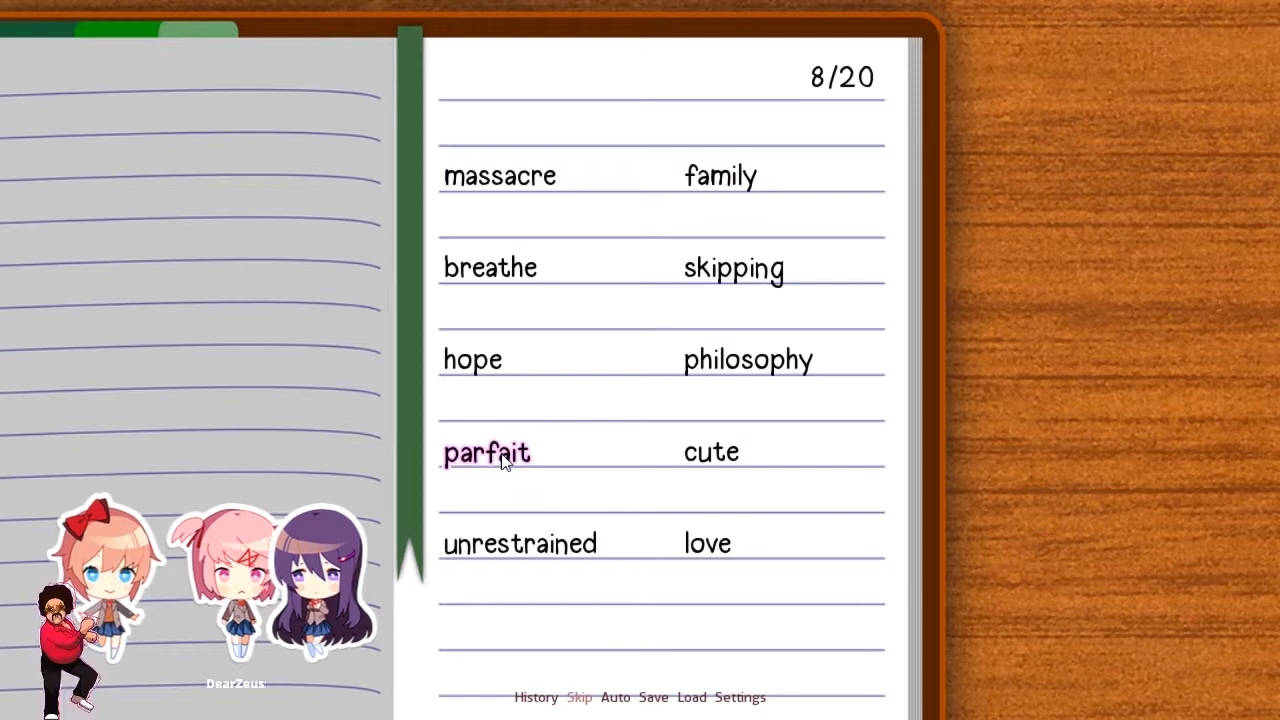 8/20
massacre family
breathe skipping
hope philosophy
parfait cute
unrestrained love
DearZeus:
History Skip Auto Save Load Settings